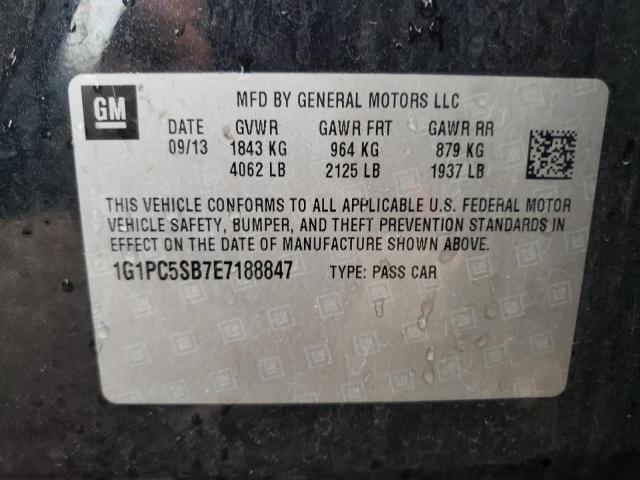 GM
MFD BY GENERAL MOTORS LLC
DATE GVWR GAWR FRT GAWR RR
09/13 1843 KG 964 KG 879 KG
4062 LB 2125 LB 1937 LB
THIS VEHICLE CONFORMS TO ALL APPLICABLE U.S. FEDERAL MOTOR
VEHICLE SAFETY, BUMPER, AND THEFT PREVENTION STANDARDS IN
EFFECT ON THE DATE OF MANUFACTURE SHOWN ABOVE.
1G1PC5SB7E7188847 TYPE: PASS CAR